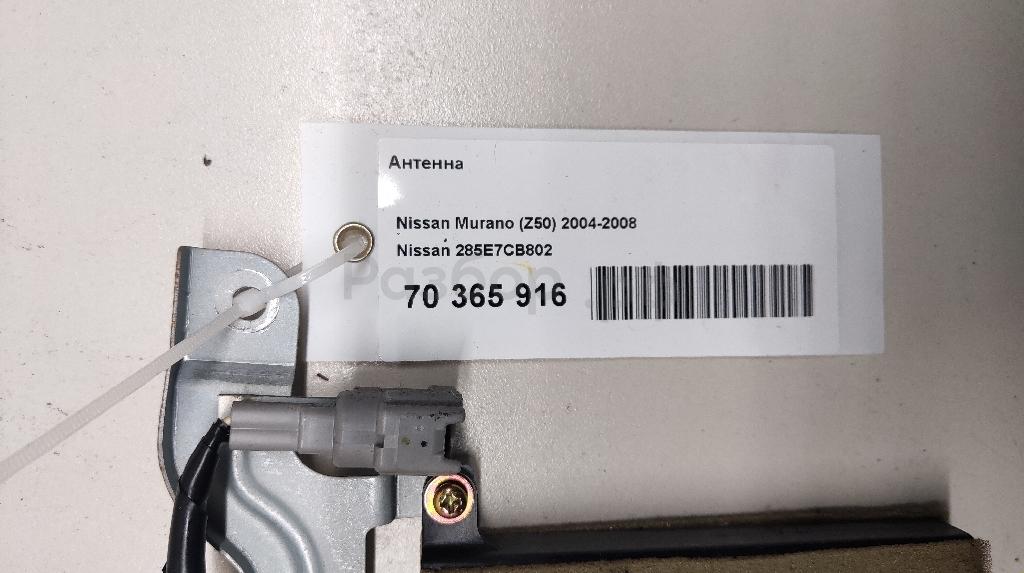 Антенна
Nissan Murano (Z50) 2004-2008
Nissan 285E7CB802
70 365 916